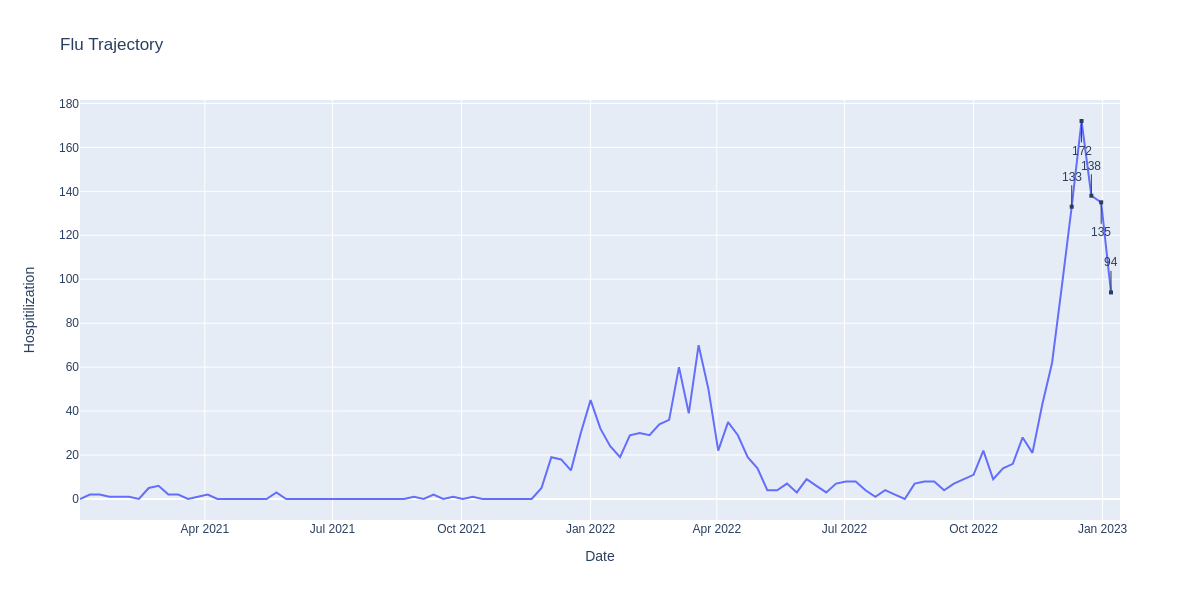 Flu Trajectory
180
160
140
120
100
80
60
40
20
0
Hospitilization
172
138
133
135
94
Apr 2021
Jul 2021
Oct 2021
Jan 2022
Apr 2022
Jul 2022
Oct 2022
Jan 2023
Date